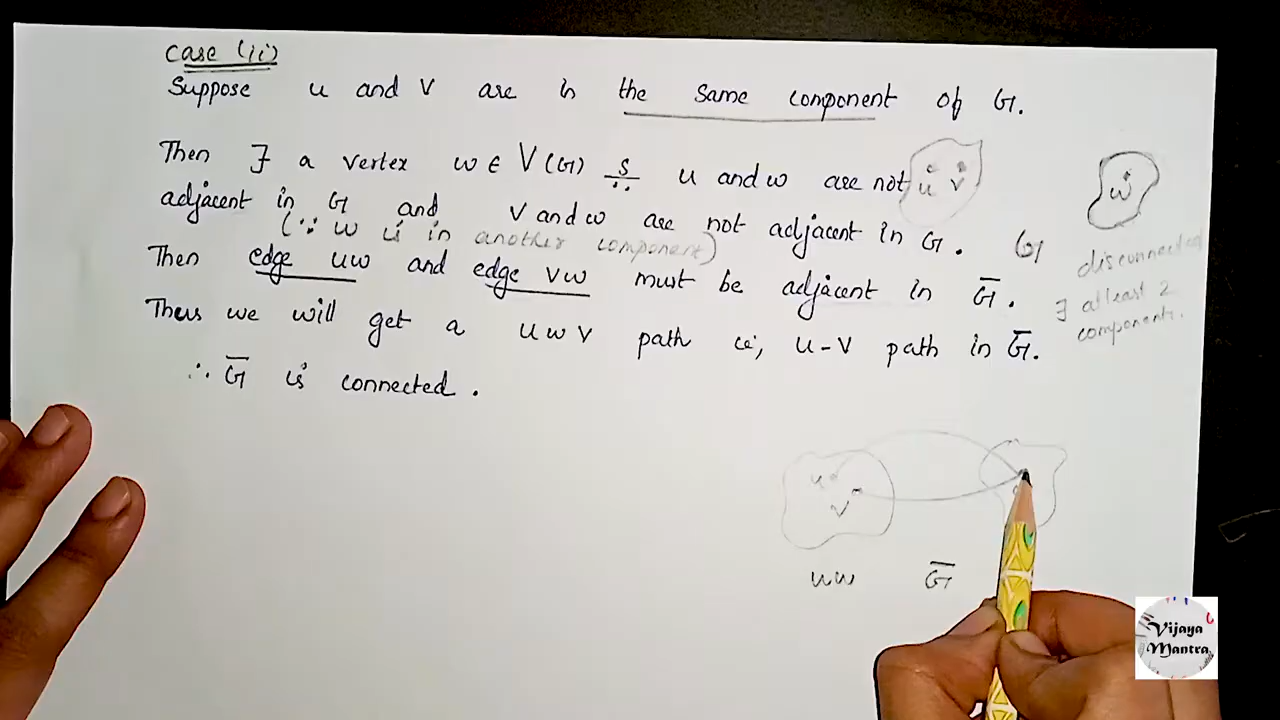 Case (ii)
Suppose u and v are in the same component of G.
Then ∃ a vertex w ∈ V(G) s∴ u and w are not
adjacent in G and v and w are not adjacent in G.
(∵ w is in another component)
Then edge uw and edge vw must be adjacent in G̅.
Thus we will get a u w v path ie, u-v path in G̅.
∴ G̅ is connected.
u v
w
G
disconnected
∃ atleast 2
components.
u
v
uw G̅
Vijaya
Mantra